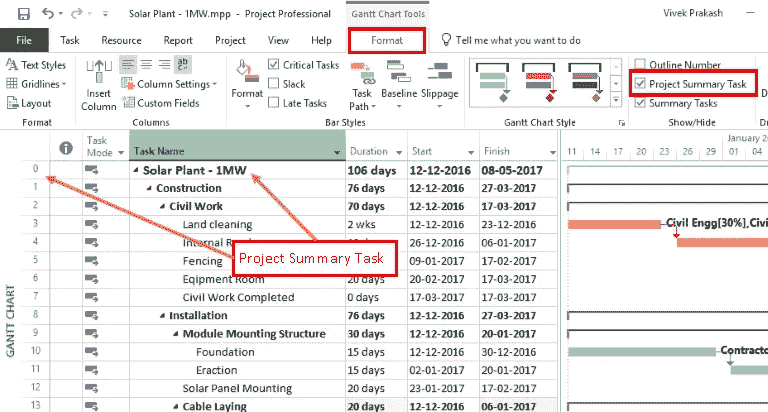 Solar Plant - 1MW.mpp - Project Professional
Gantt Chart Tools
Vivek Prakash
File Task Resource Report Project View Help Format Tell me what you want to do
Text Styles
Gridlines
Layout
Format
Insert Column
Column Settings
Custom Fields
Columns
Format
Critical Tasks
Slack
Late Tasks
Task Path
Baseline
Slippage
Bar Styles
Gantt Chart Style
Outline Number
Project Summary Task
Summary Tasks
Show/Hide
Task Mode Task Name Duration Start Finish
January
11 14 17 20 23 26 29 01 04
0 Solar Plant - 1MW 106 days 12-12-2016 08-05-2017
1 Construction 76 days 12-12-2016 27-03-2017
2 Civil Work 70 days 12-12-2016 17-03-2017
3 Land cleaning 2 wks 12-12-2016 23-12-2016 Civil Engg[30%],Civi
4 Internal 26-12-2016 06-01-2017
5 Fencing 09-01-2017 17-02-2017
Project Summary Task
6 Eqipment Room 20 days 20-02-2017 17-03-2017
7 Civil Work Completed 0 days 17-03-2017 17-03-2017
8 Installation 76 days 12-12-2016 27-03-2017
9 Module Mounting Structure 30 days 12-12-2016 20-01-2017
10 Foundation 15 days 12-12-2016 30-12-2016 Contracto
11 Eraction 15 days 02-01-2017 20-01-2017
12 Solar Panel Mounting 20 days 23-01-2017 17-02-2017
13 Cable Laying 20 days 12-12-2016 06-01-2017
GANTT CHART